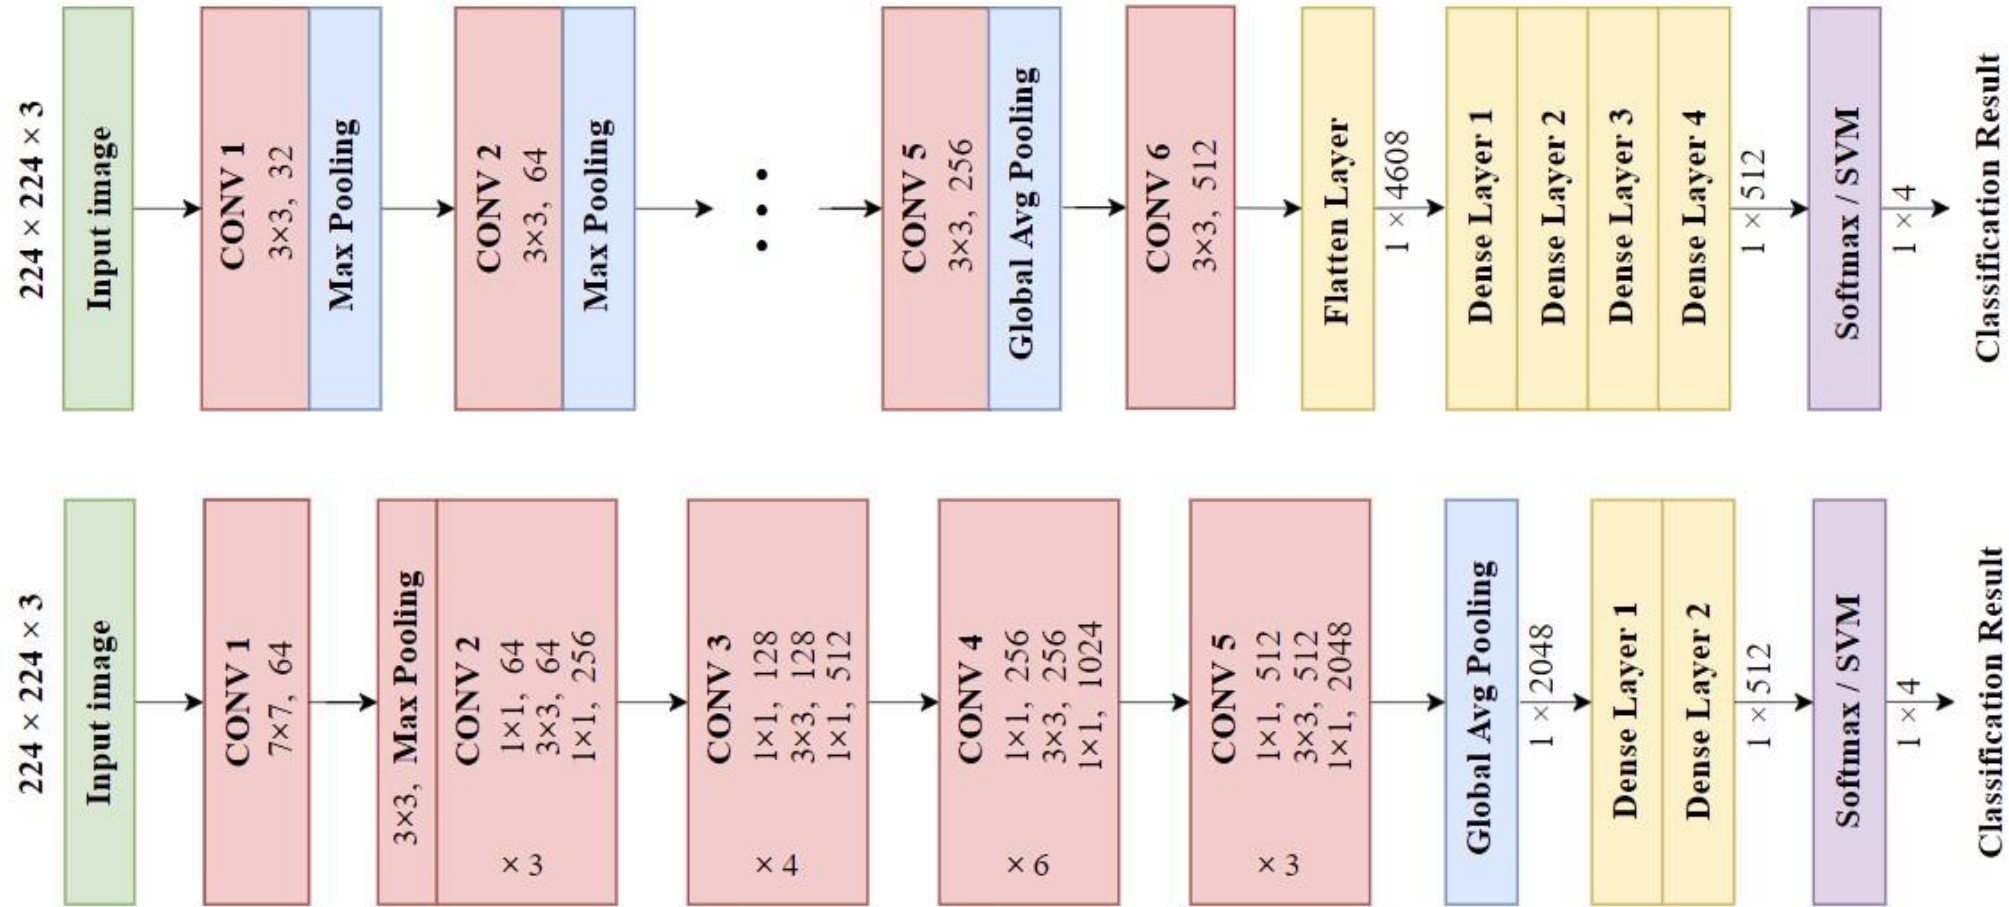 224 × 224 × 3
Input image
CONV 1
3×3, 32
Max Pooling
CONV 2
3×3, 64
Max Pooling
• • •
CONV 5
3×3, 256
Global Avg Pooling
CONV 6
3×3, 512
Flatten Layer
1 × 4608
Dense Layer 1
Dense Layer 2
Dense Layer 3
Dense Layer 4
1 × 512
Softmax / SVM
1 × 4
Classification Result
224 × 224 × 3
Input image
CONV 1
7×7, 64
3×3, Max Pooling
CONV 2
1×1, 64
3×3, 64
1×1, 256
× 3
CONV 3
1×1, 128
3×3, 128
1×1, 512
× 4
CONV 4
1×1, 256
3×3, 256
1×1, 1024
× 6
CONV 5
1×1, 512
3×3, 512
1×1, 2048
× 3
Global Avg Pooling
1 × 2048
Dense Layer 1
Dense Layer 2
1 × 512
Softmax / SVM
1 × 4
Classification Result